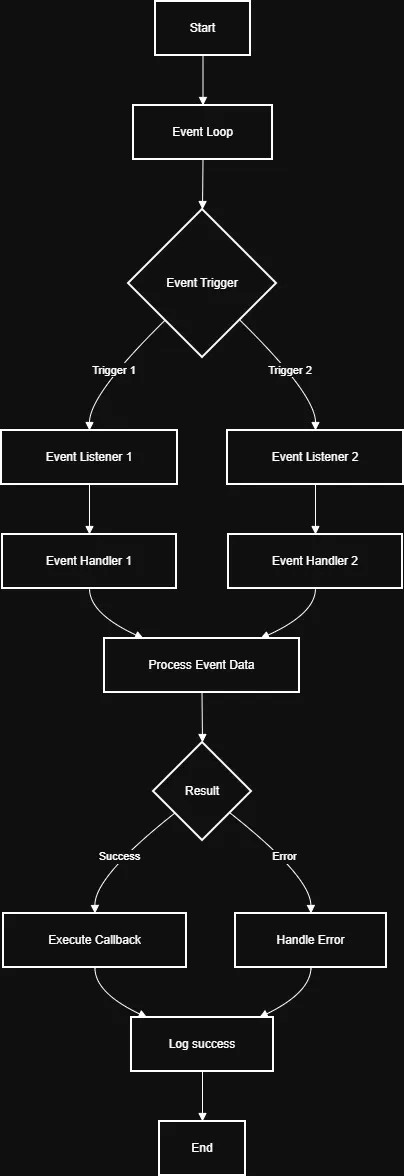 Start
Event Loop
Event Trigger
Trigger 1
Trigger 2
Event Listener 1
Event Listener 2
Event Handler 1
Event Handler 2
Process Event Data
Result
Success
Error
Execute Callback
Handle Error
Log success
End